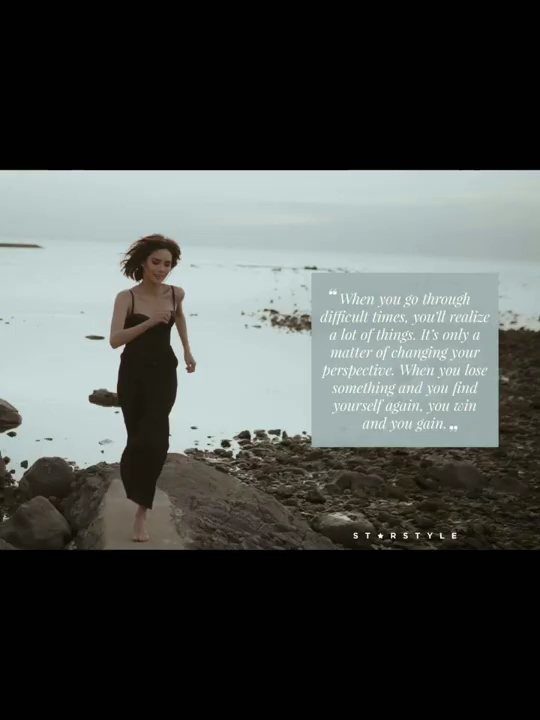 “ When you go through
difficult times, you'll realize
a lot of things. It's only a
matter of changing your
perspective. When you lose
something and you find
yourself again, you win
and you gain. ”
ST★RSTYLE